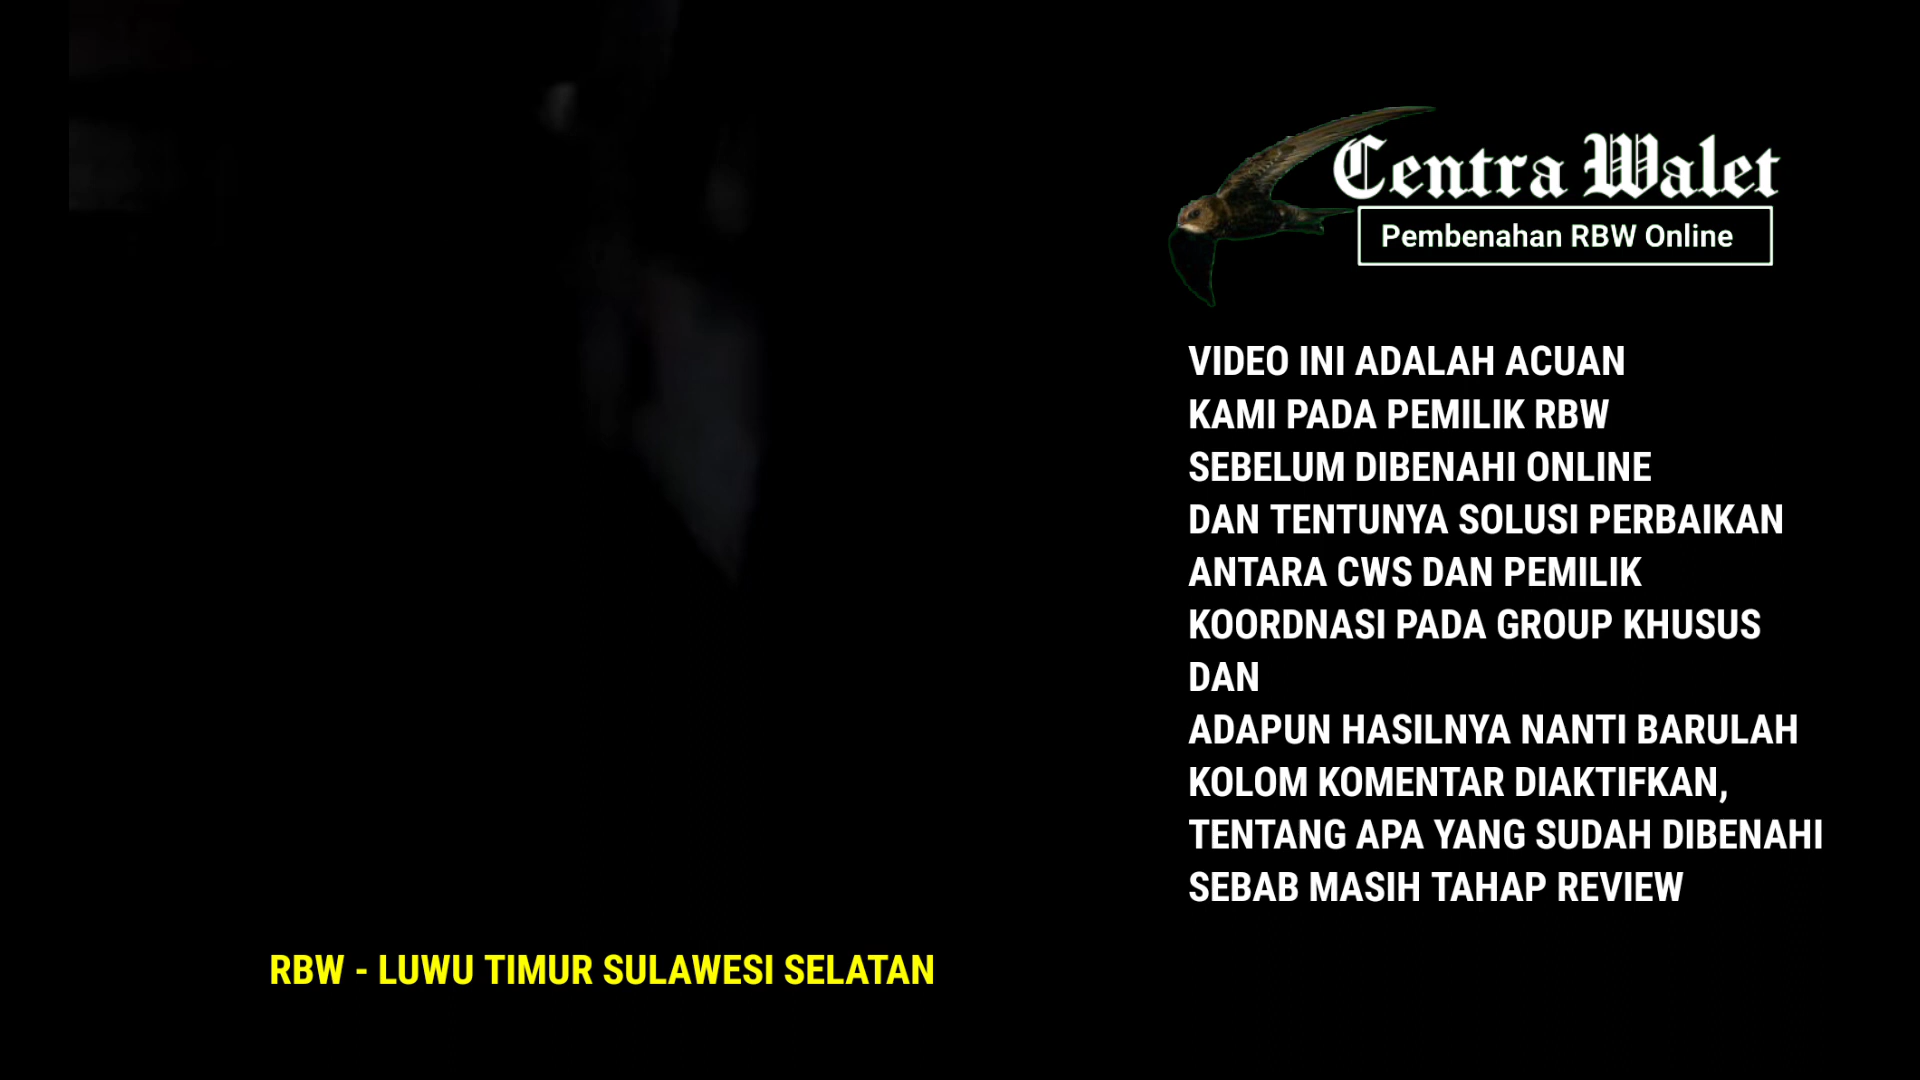 Centra Walet
Pembenahan RBW Online
VIDEO INI ADALAH ACUAN
KAMI PADA PEMILIK RBW
SEBELUM DIBENAHI ONLINE
DAN TENTUNYA SOLUSI PERBAIKAN
ANTARA CWS DAN PEMILIK
KOORDNASI PADA GROUP KHUSUS
DAN
ADAPUN HASILNYA NANTI BARULAH
KOLOM KOMENTAR DIAKTIFKAN,
TENTANG APA YANG SUDAH DIBENAHI
SEBAB MASIH TAHAP REVIEW
RBW - LUWU TIMUR SULAWESI SELATAN